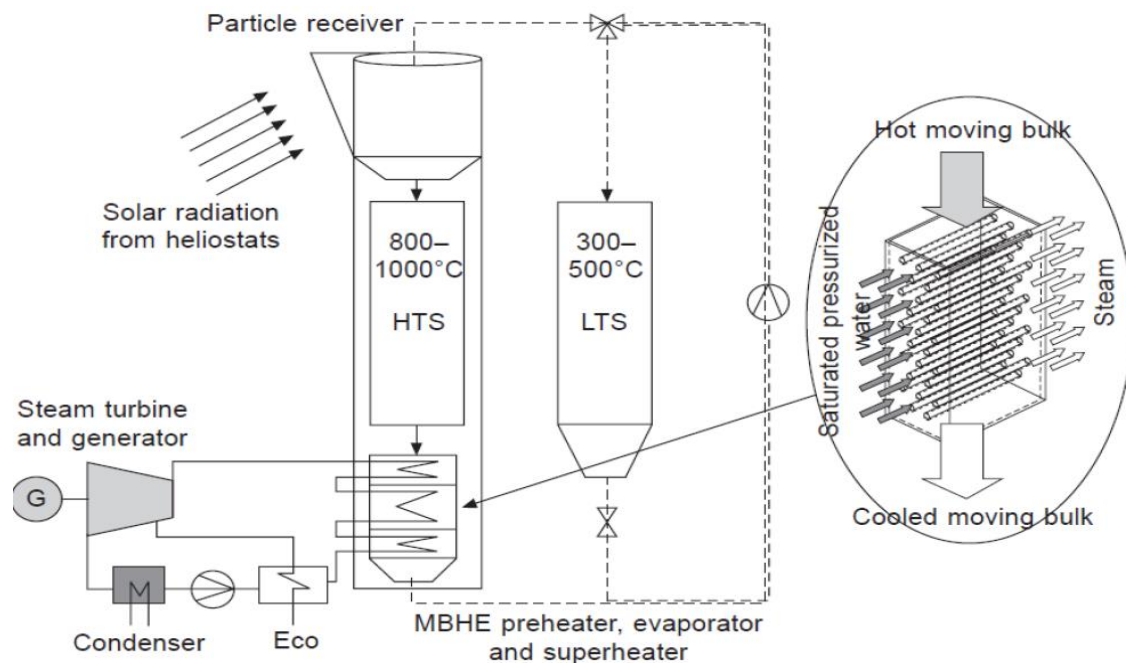 Particle receiver
Solar radiation
from heliostats
800–
1000°C
HTS
300–
500°C
LTS
Hot moving bulk
Saturated pressurized
water
Steam
Cooled moving bulk
Steam turbine
and generator
G
Condenser
Eco
MBHE preheater, evaporator
and superheater